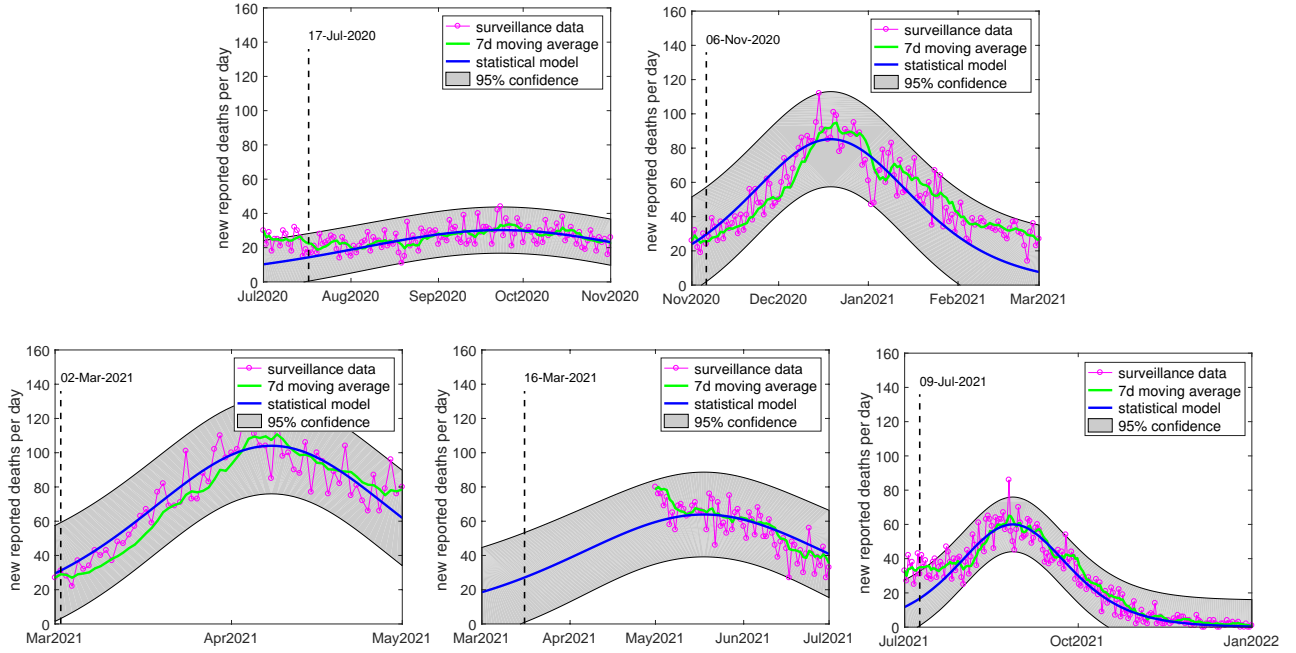 160
140
120
100
80
60
40
20
0
new reported deaths per day
17-Jul-2020
surveillance data
7d moving average
statistical model
95% confidence
Jul2020 Aug2020 Sep2020 Oct2020 Nov2020
160
140
120
100
80
60
40
20
0
new reported deaths per day
06-Nov-2020
surveillance data
7d moving average
statistical model
95% confidence
Nov2020 Dec2020 Jan2021 Feb2021 Mar2021
160
140
120
100
80
60
40
20
0
new reported deaths per day
02-Mar-2021
surveillance data
7d moving average
statistical model
95% confidence
Mar2021 Apr2021 May2021
160
140
120
100
80
60
40
20
0
new reported deaths per day
16-Mar-2021
surveillance data
7d moving average
statistical model
95% confidence
Mar2021 Apr2021 May2021 Jun2021 Jul2021
160
140
120
100
80
60
40
20
0
new reported deaths per day
09-Jul-2021
surveillance data
7d moving average
statistical model
95% confidence
Jul2021 Oct2021 Jan2022